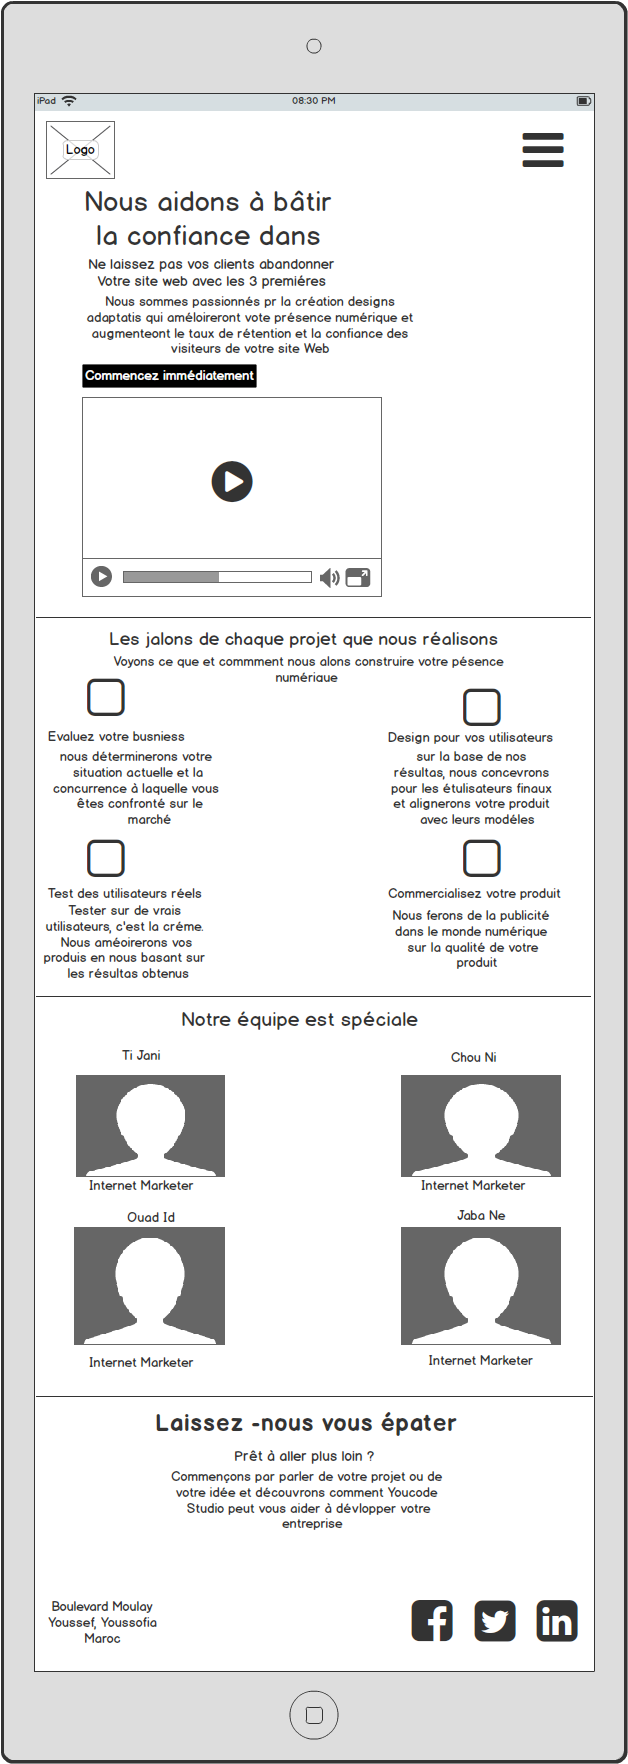 iPad
08:30 PM
Logo
Nous aidons à bâtir
la confiance dans
Ne laissez pas vos clients abandonner
Votre site web avec les 3 premiéres
Nous sommes passionnés pr la création designs
adaptatis qui améloireront vote présence numérique et
augmenteont le taux de rétention et la confiance des
visiteurs de votre site Web
Commencez immédiatement
Les jalons de chaque projet que nous réalisons
Voyons ce que et commment nous alons construire votre pésence
numériaue
Evaluez votre busniess
nous déterminerons votre
situation actuelle et la
concurrence à laquelle vous
êtes confronté sur le
marché
Design pour vos utilisateurs
sur la base de nos
résultas, nous concevrons
pour les étulisateurs finaux
et alignerons votre produit
avec leurs modéles
Test des utilisateurs réels
Tester sur de vrais
utilisateurs, c'est la créme.
Nous améoirerons vos
produis en nous basant sur
les résultas obtenus
Commercialisez votre produit
Nous ferons de la publicité
dans le monde numérique
sur la qualité de votre
produit
Notre équipe est spéciale
Ti Jani
Chou Ni
Internet Marketer
Internet Marketer
Ouad Id
Jaba Ne
Internet Marketer
Internet Marketer
Laissez -nous vous épater
Prêt à aller plus loin ?
Commençons par parler de votre projet ou de
votre idée et découvrons comment Youcode
Studio peut vous aider à dévlopper votre
entreprise
Boulevard Moulay
Youssef, Youssofia
Maroc